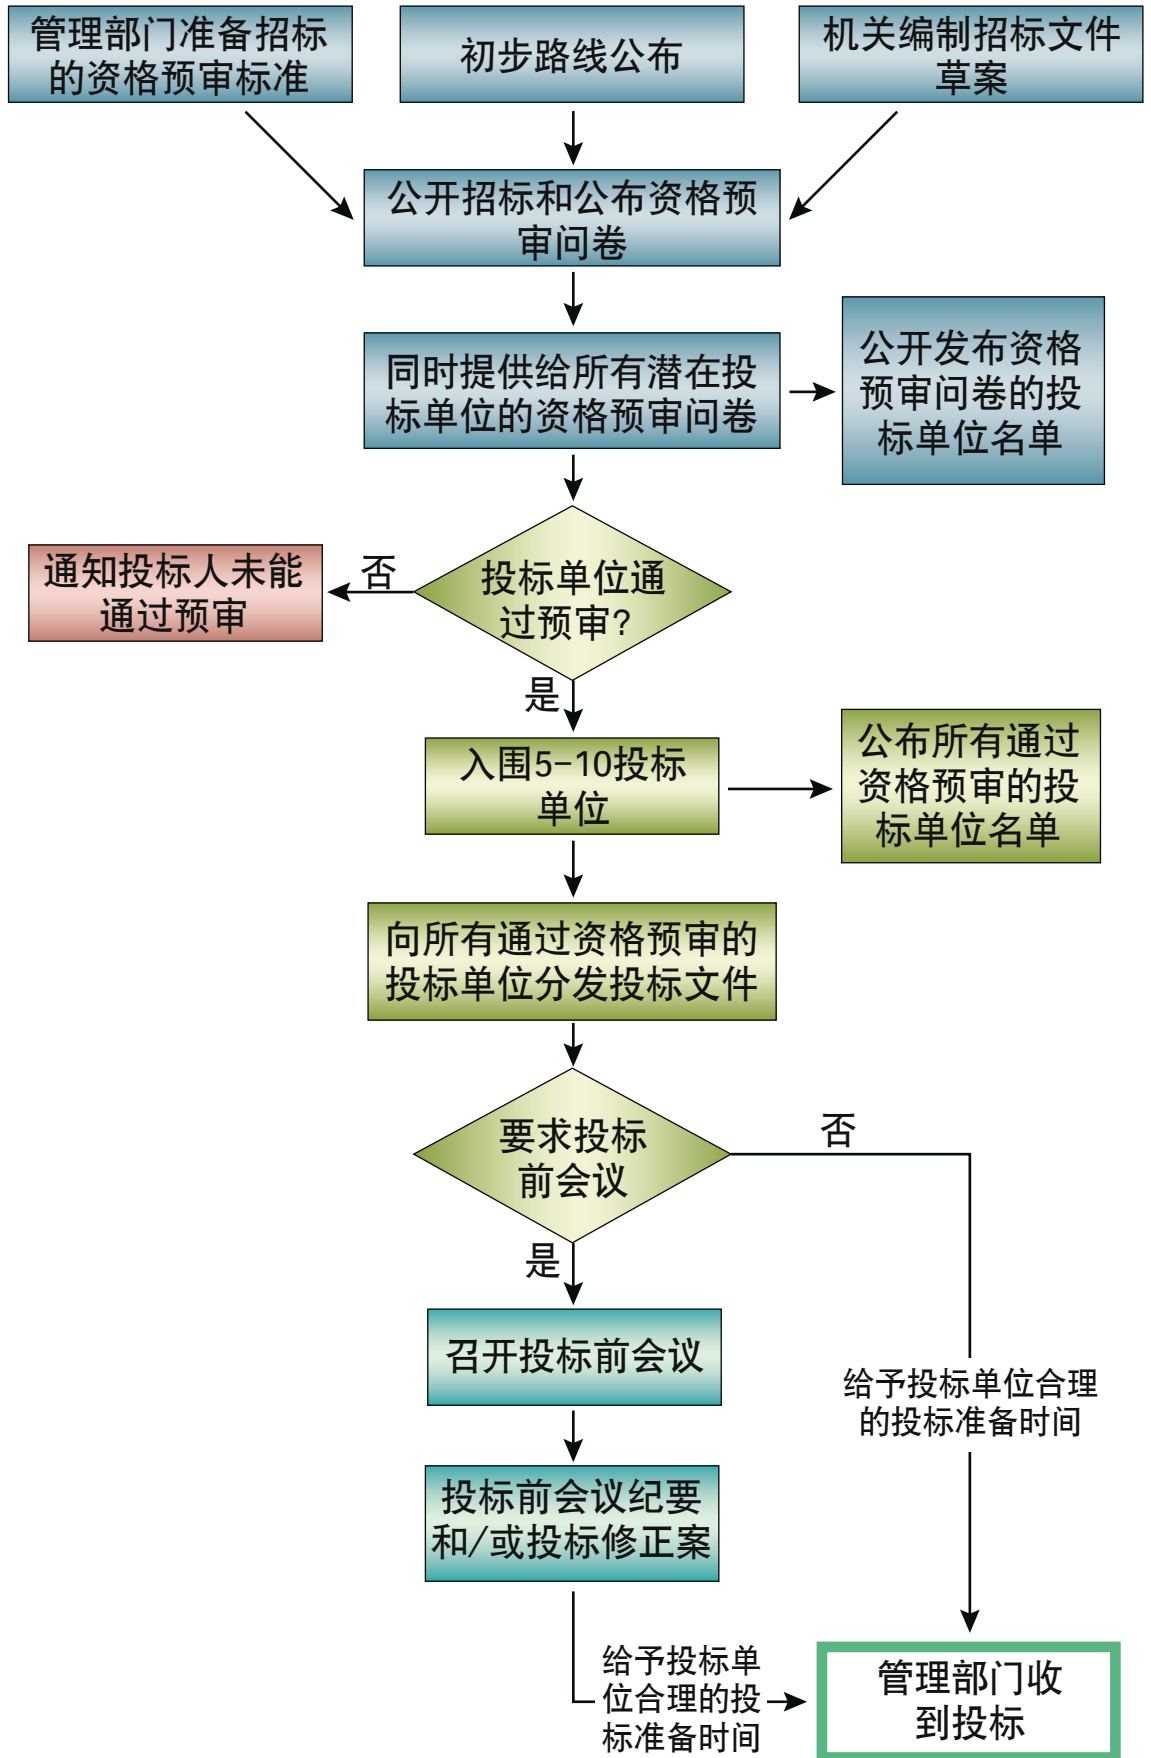 管理部门准备招标
的资格预审标准
初步路线公布
机关编制招标文件
草案
公开招标和公布资格预
审问卷
同时提供给所有潜在投
标单位的资格预审问卷
公开发布资格
预审问卷的投
标单位名单
投标单位通
过预审?
否
通知投标人未能
通过预审
是
入围5-10投标
单位
公布所有通过
资格预审的投
标单位名单
向所有通过资格预审的
投标单位分发投标文件
要求投标
前会议
否
是
召开投标前会议
给予投标单位合理
的投标准备时间
投标前会议纪要
和/或投标修正案
给予投标单
位合理的投
标准备时间
管理部门收
到投标